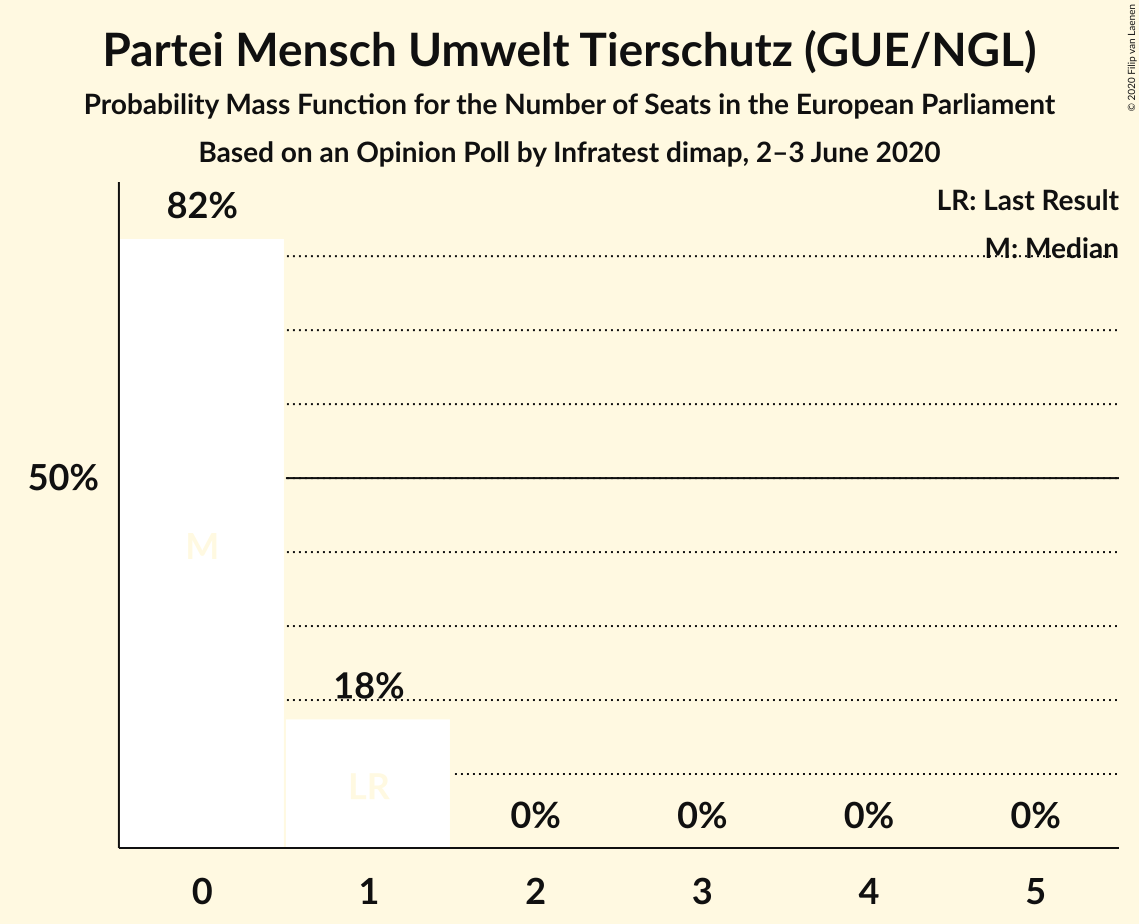 Partei Mensch Umwelt Tierschutz (GUE/NGL)
Probability Mass Function for the Number of Seats in the European Parliament
Based on an Opinion Poll by Infratest dimap, 2–3 June 2020
© 2020 Filip van Laenen
LR: Last Result
M: Median
82%
50%
M
18%
LR
0% 0% 0% 0%
0 1 2 3 4 5